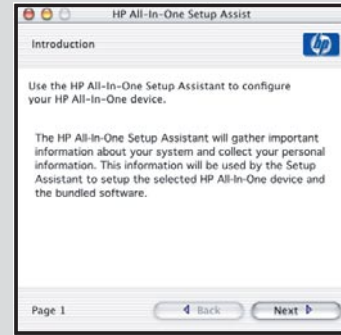 HP All-In-One Setup Assist
Introduction
hp
Use the HP All-In-One Setup Assistant to configure
your HP All-In-One device.
The HP All-In-One Setup Assistant will gather important
information about your system and collect your personal
information. This information will be used by the Setup
Assistant to setup the selected HP All-In-One device and
the bundled software.
Page 1
Back
Next